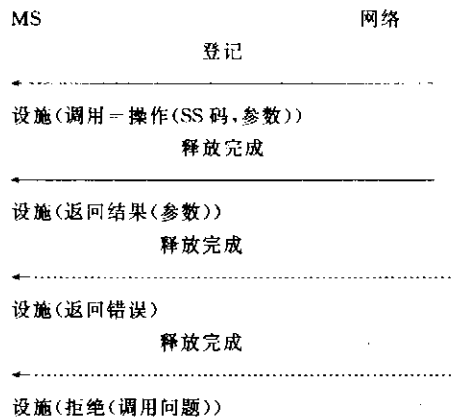 MS 网络
登记
设施(调用=操作(SS码,参数))
释放完成
设施(返回结果(参数))
释放完成
设施(返回错误)
释放完成
设施(拒绝(调用问题))